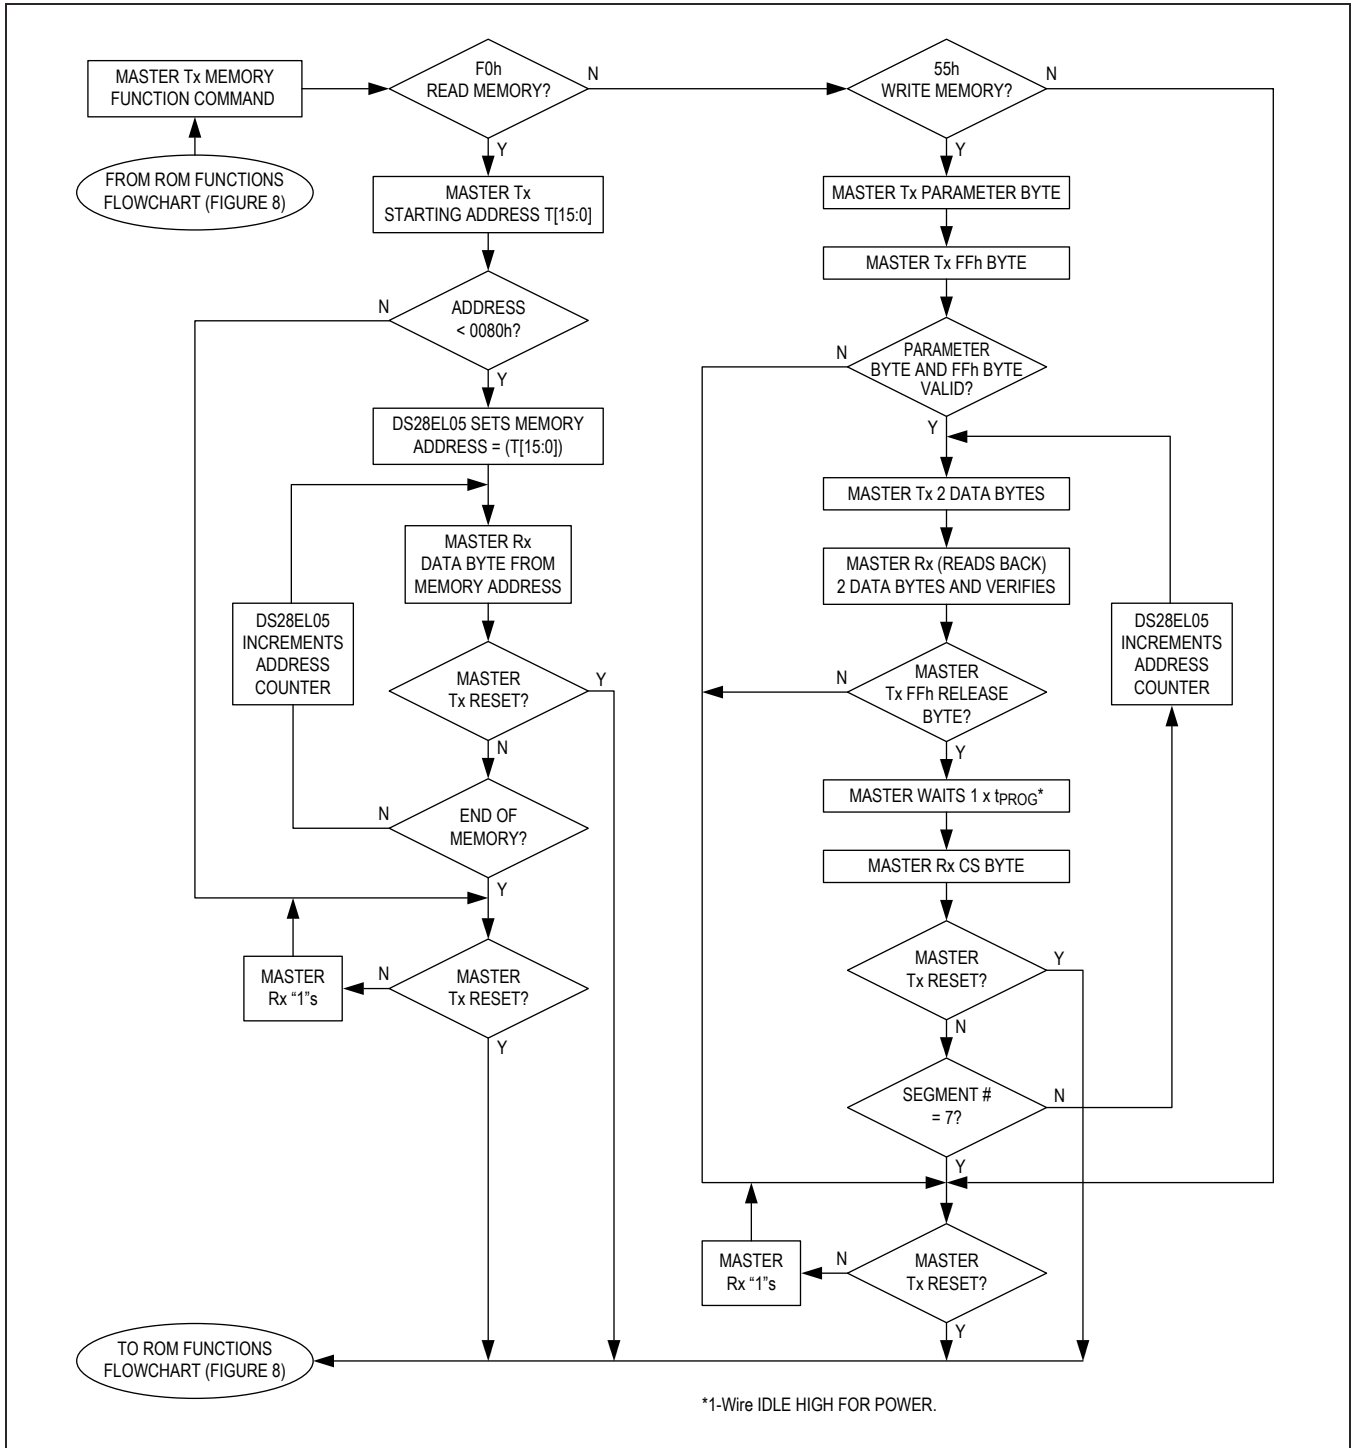 MASTER Tx MEMORY
FUNCTION COMMAND
FROM ROM FUNCTIONS
FLOWCHART (FIGURE 8)
F0h
READ MEMORY?
N
Y
MASTER Tx
STARTING ADDRESS T[15:0]
ADDRESS
< 0080h?
N
Y
DS28EL05 SETS MEMORY
ADDRESS = (T[15:0])
MASTER Rx
DATA BYTE FROM
MEMORY ADDRESS
DS28EL05
INCREMENTS
ADDRESS
COUNTER
MASTER
Tx RESET?
Y
N
END OF
MEMORY?
N
Y
MASTER
Tx RESET?
N
Y
MASTER
Rx “1”s
55h
WRITE MEMORY?
N
Y
MASTER Tx PARAMETER BYTE
MASTER Tx FFh BYTE
PARAMETER
BYTE AND FFh BYTE
VALID?
N
Y
MASTER Tx 2 DATA BYTES
MASTER Rx (READS BACK)
2 DATA BYTES AND VERIFIES
DS28EL05
INCREMENTS
ADDRESS
COUNTER
MASTER
Tx FFh RELEASE
BYTE?
N
Y
MASTER WAITS 1 x tPROG*
MASTER Rx CS BYTE
MASTER
Tx RESET?
Y
N
SEGMENT #
= 7?
N
Y
MASTER
Tx RESET?
N
Y
MASTER
Rx “1”s
TO ROM FUNCTIONS
FLOWCHART (FIGURE 8)
*1-Wire IDLE HIGH FOR POWER.